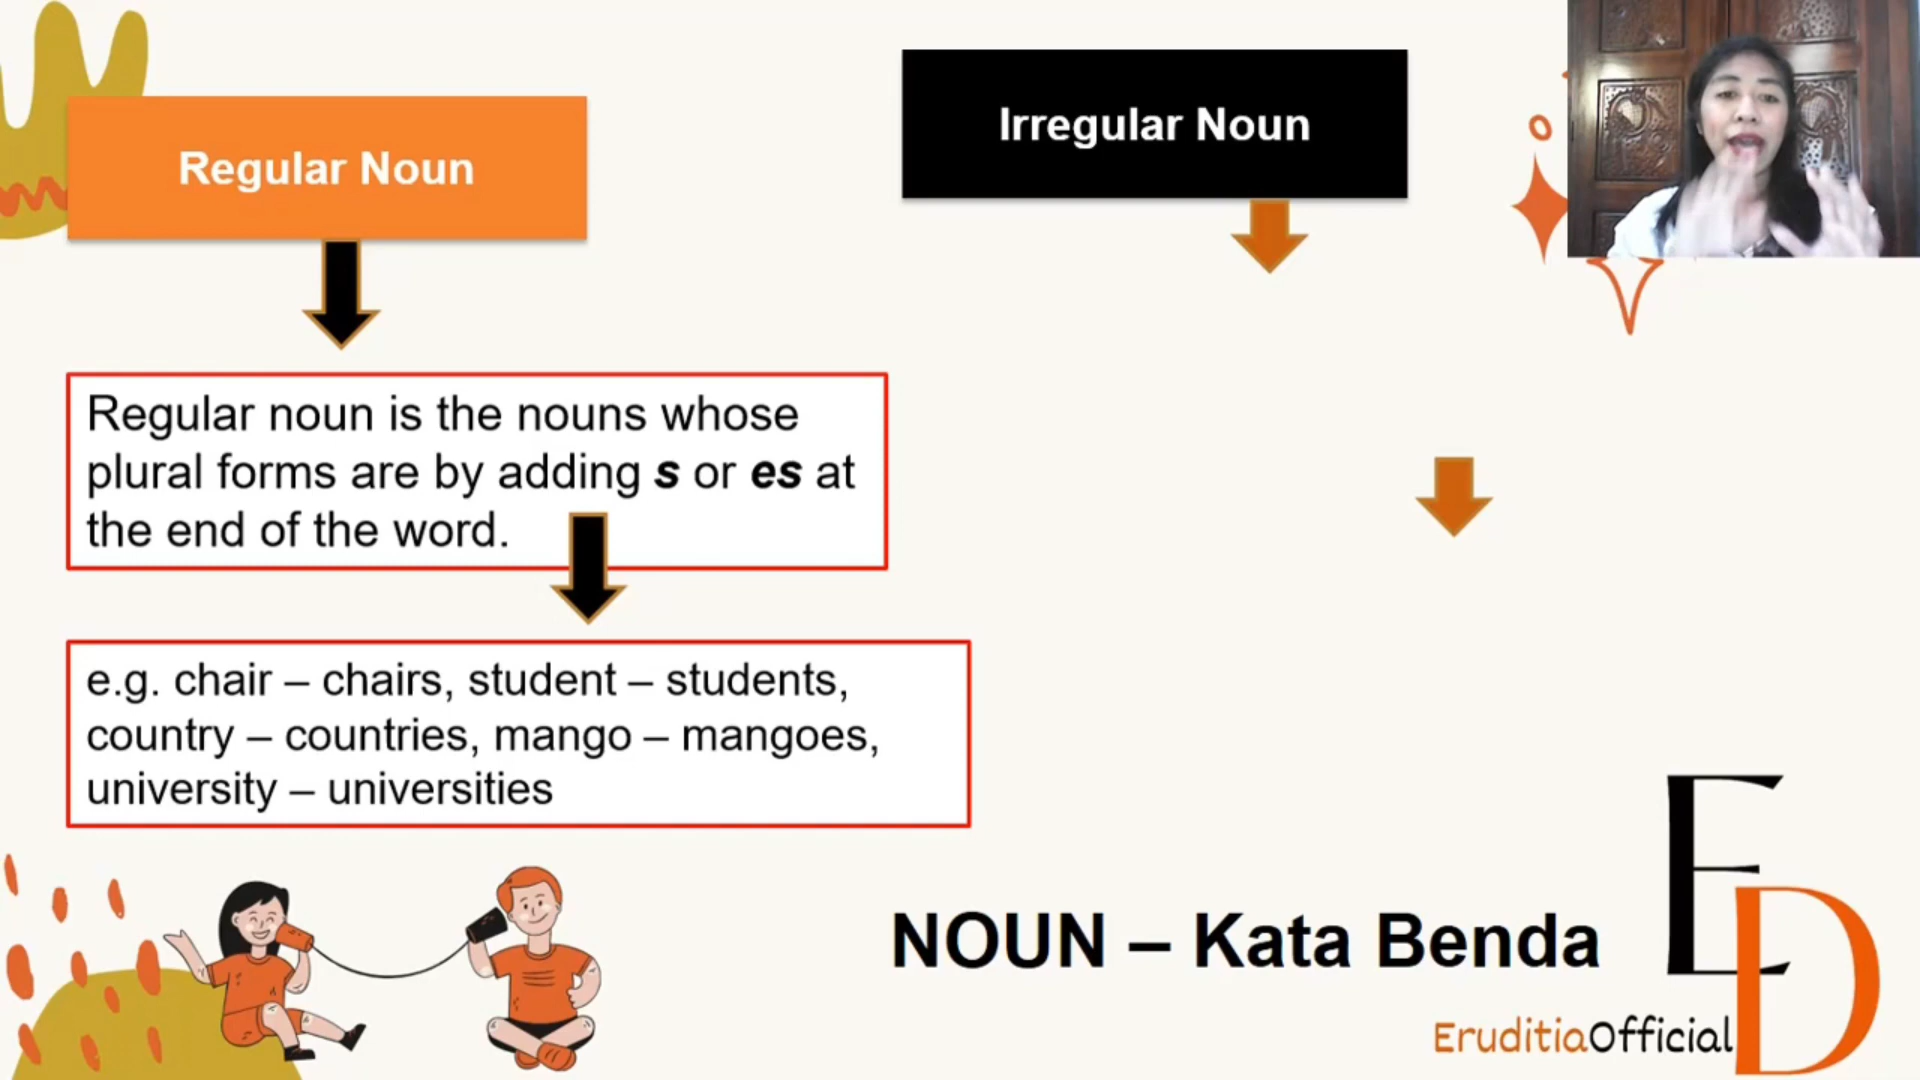 Regular Noun
Irregular Noun
Regular noun is the nouns whose
plural forms are by adding s or es at
the end of the word.
e.g. chair – chairs, student – students,
country – countries, mango – mangoes,
university – universities
NOUN – Kata Benda
ED
EruditiaOfficial